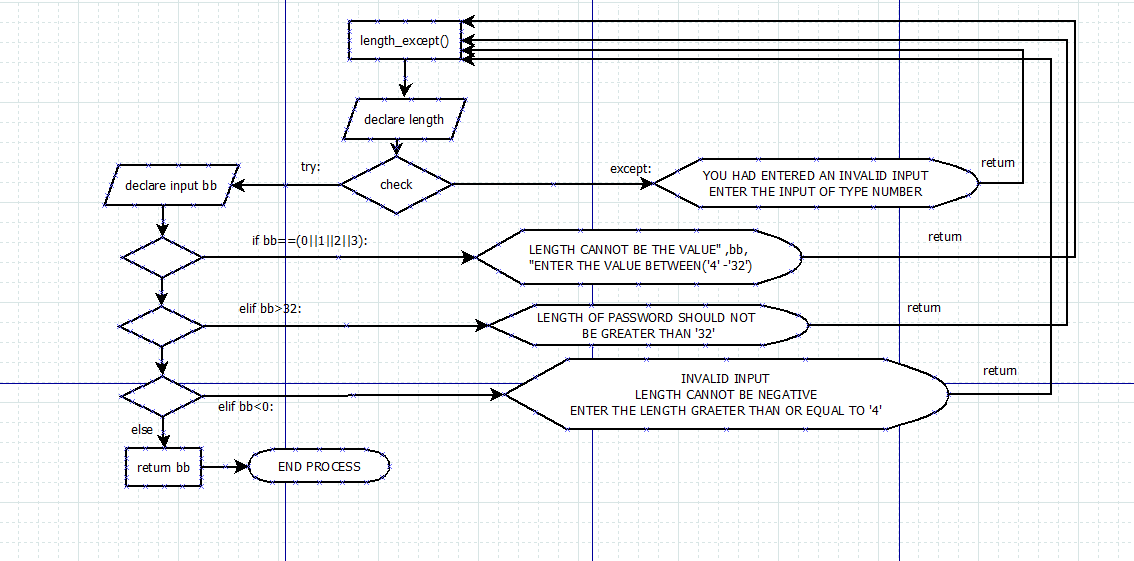 length_except()
declare length
try:
check
except:
YOU HAD ENTERED AN INVALID INPUT
ENTER THE INPUT OF TYPE NUMBER
return
declare input bb
if bb==(0||1||2||3):
LENGTH CANNOT BE THE VALUE" ,bb,
"ENTER THE VALUE BETWEEN('4' -'32')
return
elif bb>32:
LENGTH OF PASSWORD SHOULD NOT
BE GREATER THAN '32'
return
elif bb<0:
INVALID INPUT
LENGTH CANNOT BE NEGATIVE
ENTER THE LENGTH GRAETER THAN OR EQUAL TO '4'
return
else
return bb
END PROCESS